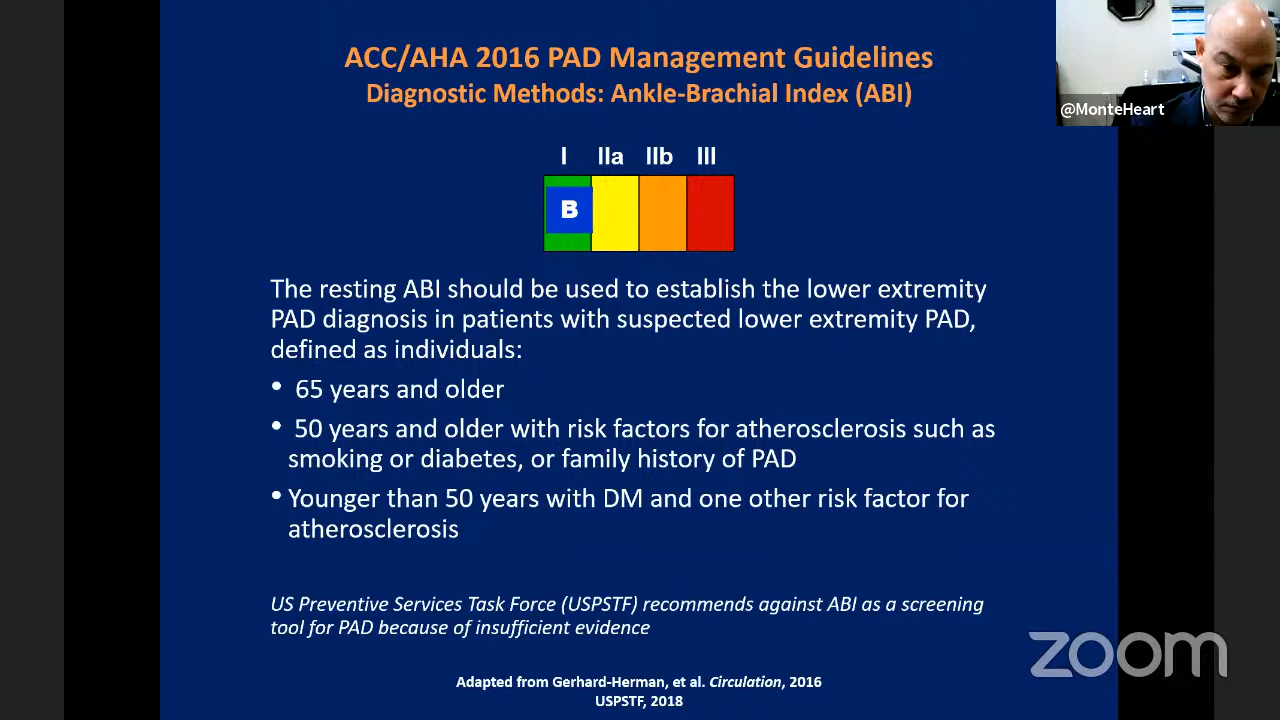 ACC/AHA 2016 PAD Management Guidelines
Diagnostic Methods: Ankle-Brachial Index (ABI)
@MonteHeart
I IIa IIb III
B
The resting ABI should be used to establish the lower extremity
PAD diagnosis in patients with suspected lower extremity PAD,
defined as individuals:
• 65 years and older
• 50 years and older with risk factors for atherosclerosis such as
smoking or diabetes, or family history of PAD
• Younger than 50 years with DM and one other risk factor for
atherosclerosis
US Preventive Services Task Force (USPSTF) recommends against ABI as a screening
tool for PAD because of insufficient evidence
zoom
Adapted from Gerhard-Herman, et al. Circulation, 2016
USPSTF, 2018